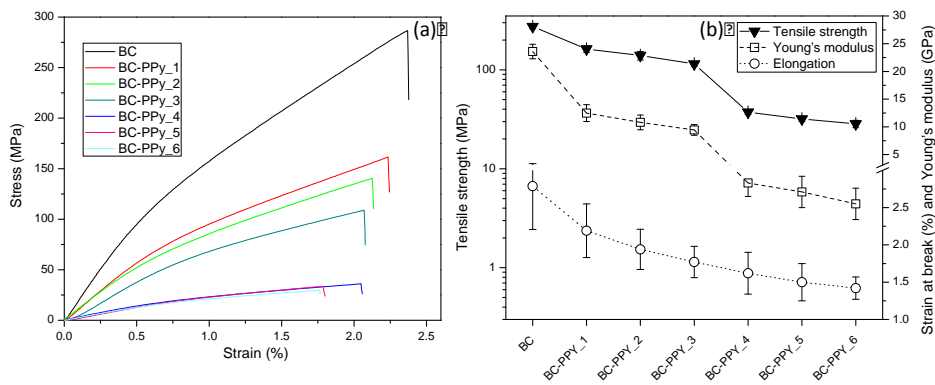 (a)
BC
BC-PPy_1
BC-PPy_2
BC-PPy_3
BC-PPy_4
BC-PPy_5
BC-PPy_6
Stress (MPa)
300
250
200
150
100
50
0
0.0 0.5 1.0 1.5 2.0 2.5
Strain (%)
(b)
Tensile strength
Young's modulus
Elongation
Tensile strength (MPa)
100
10
1
30
25
20
15
10
5
2.5
2.0
1.5
1.0
Strain at break (%) and Young's modulus (GPa)
BC
BC-PPY_1
BC-PPY_2
BC-PPY_3
BC-PPY_4
BC-PPY_5
BC-PPY_6